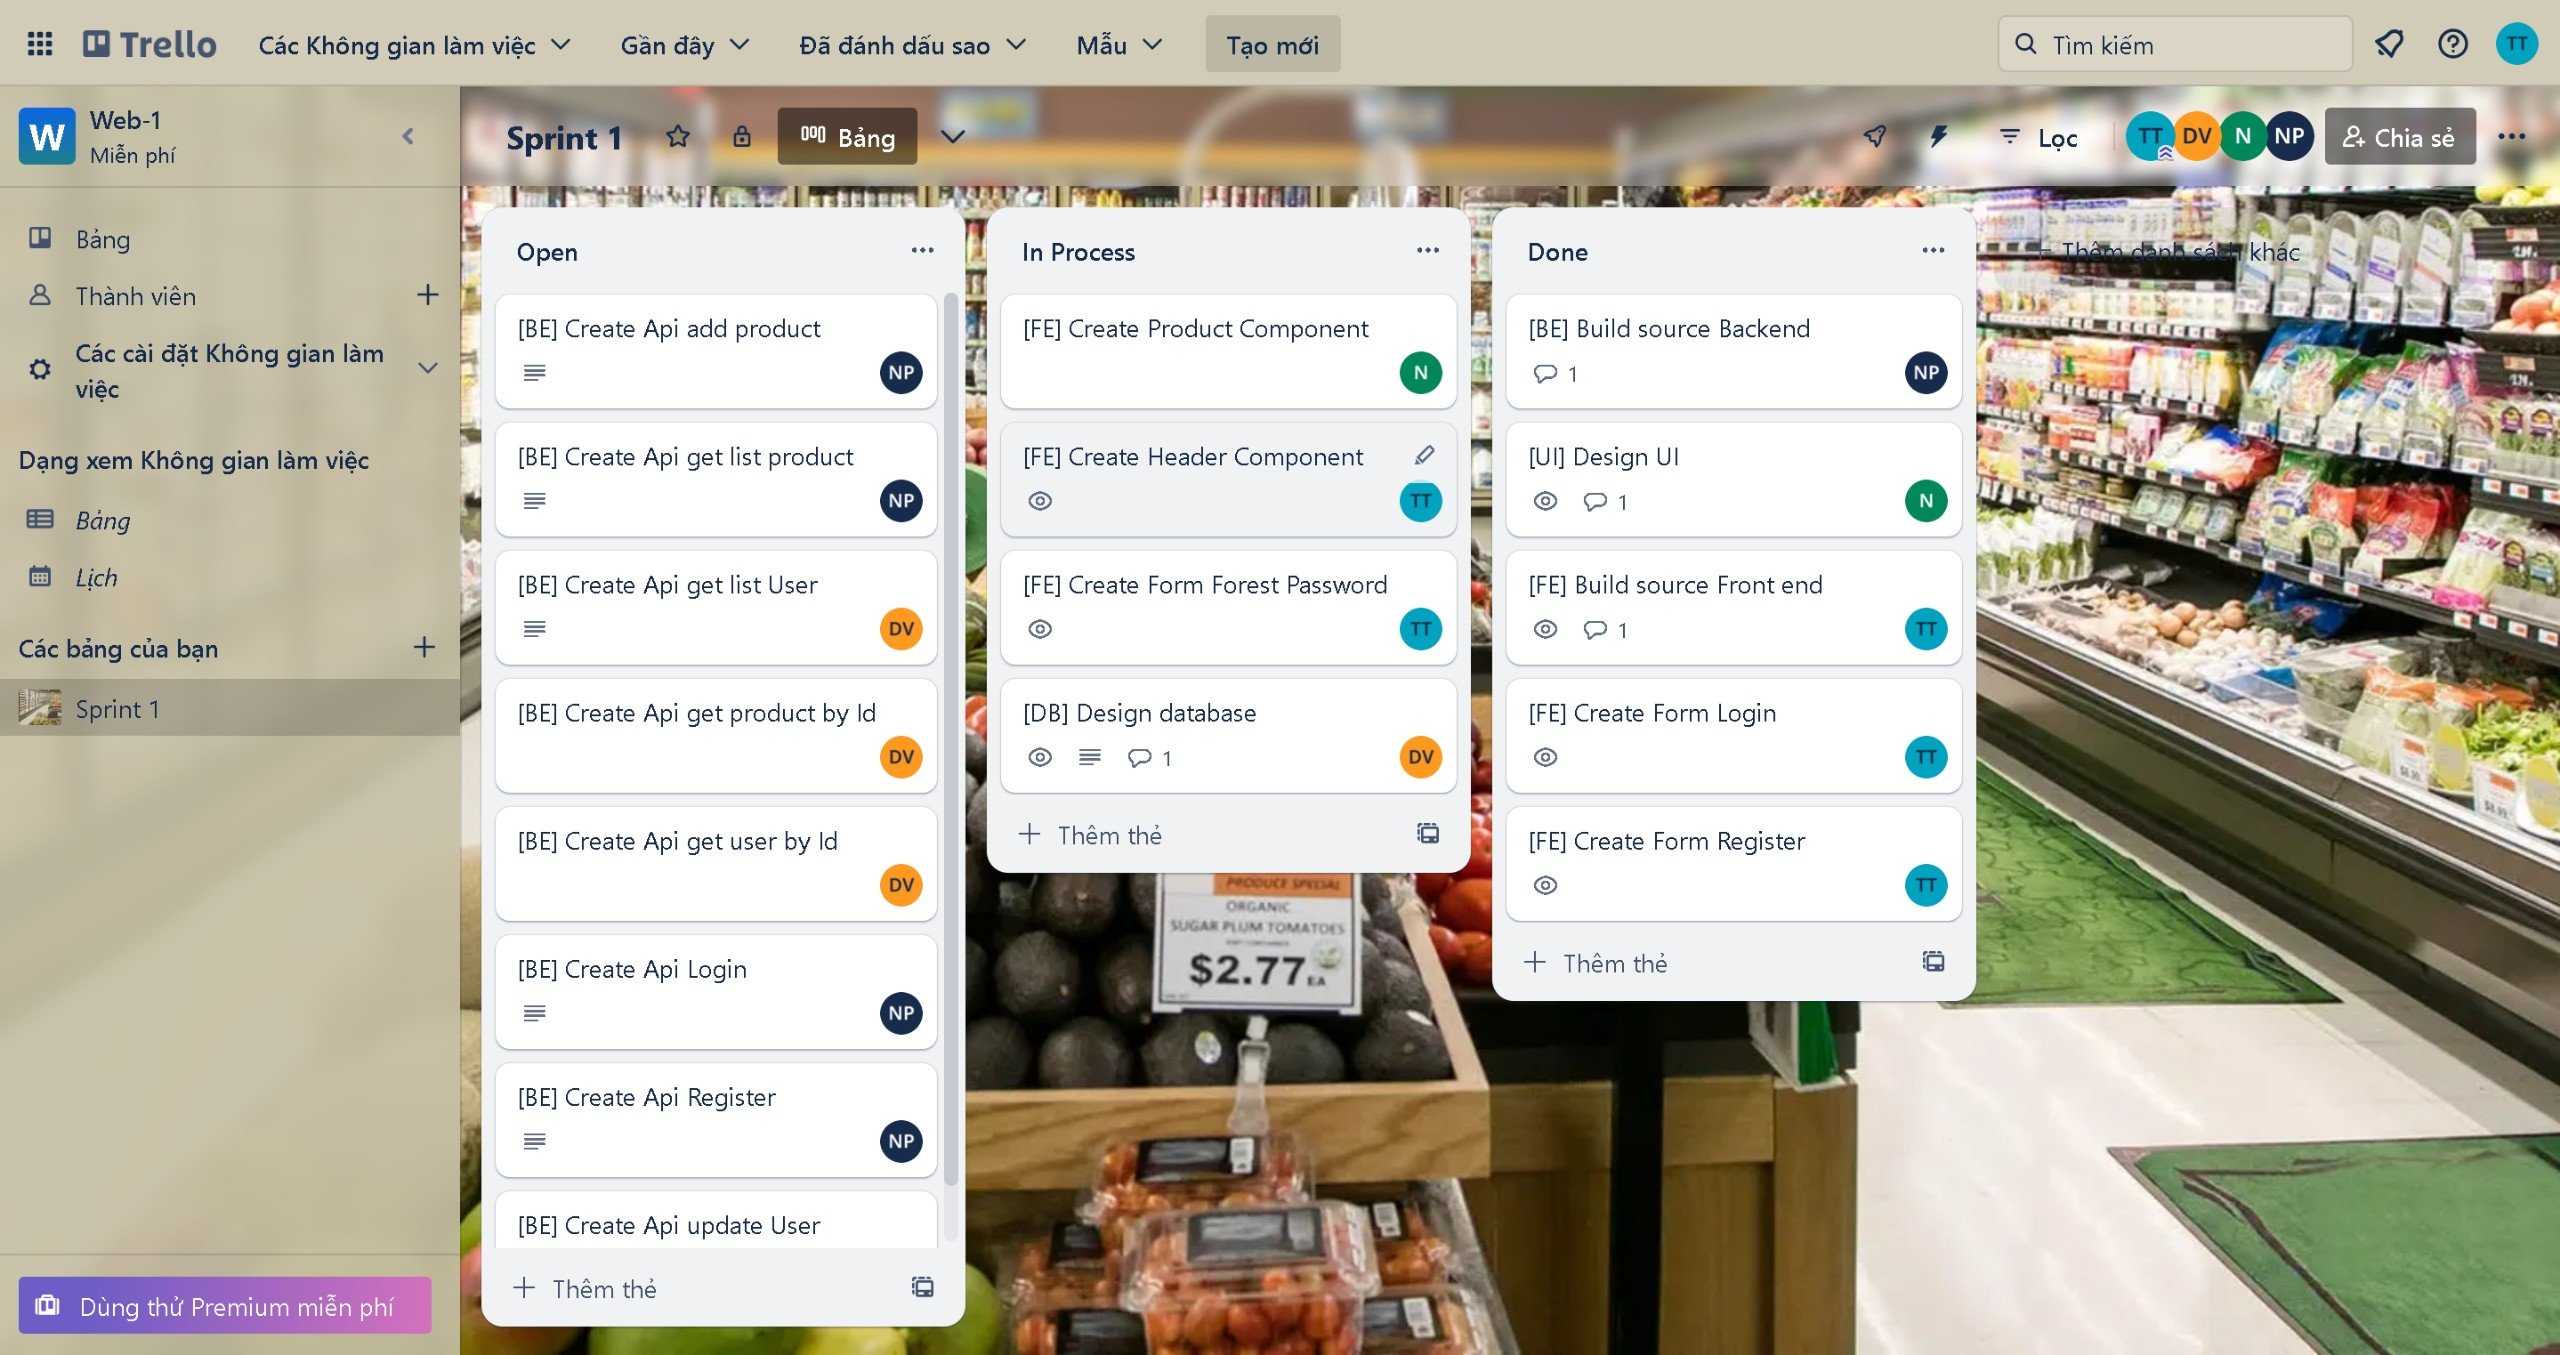 Trello
Các Không gian làm việc
Gần đây
Đã đánh dấu sao
Mẫu
Tạo mới
Tìm kiếm
TT
W
Web-1
Miễn phí
Sprint 1
Bảng
Lọc
TT
DV
N
NP
Chia sẻ
Bảng
Thành viên
Các cài đặt Không gian làm
việc
Dạng xem Không gian làm việc
Bảng
Lịch
Các bảng của bạn
Sprint 1
Dùng thử Premium miễn phí
Open
[BE] Create Api add product
NP
[BE] Create Api get list product
NP
[BE] Create Api get list User
DV
[BE] Create Api get product by Id
DV
[BE] Create Api get user by Id
DV
[BE] Create Api Login
NP
[BE] Create Api Register
NP
[BE] Create Api update User
Thêm thẻ
In Process
[FE] Create Product Component
N
[FE] Create Header Component
TT
[FE] Create Form Forest Password
TT
[DB] Design database
1
DV
Thêm thẻ
Done
[BE] Build source Backend
1
NP
[UI] Design UI
1
N
[FE] Build source Front end
1
TT
[FE] Create Form Login
TT
[FE] Create Form Register
TT
Thêm thẻ
Thêm danh sách khác
PRODUCE SPECIAL
ORGANIC
SUGAR PLUM TOMATOES
$2.77 EA